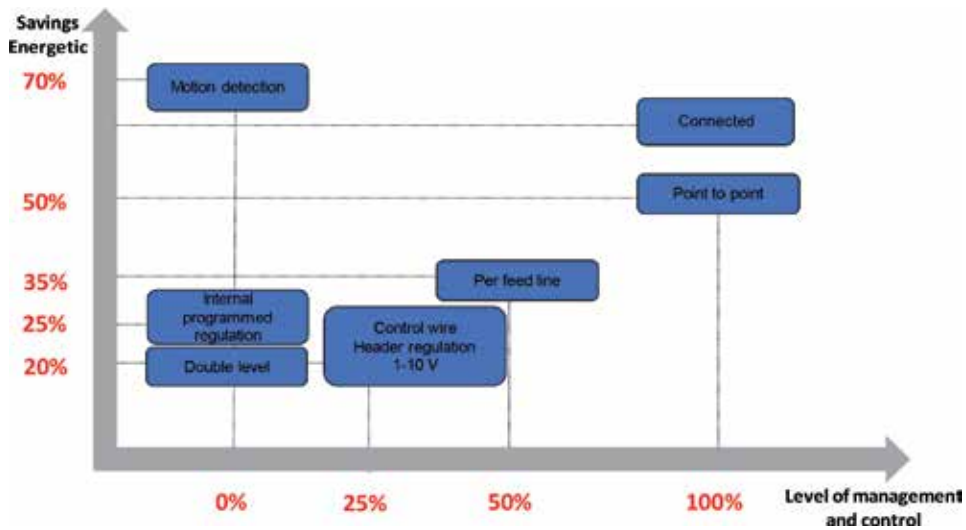 Savings
Energetic
70%
Motion detection
Connected
50%
Point to point
35%
Per feed line
Internal
programmed
regulation
25%
Control wire
Header regulation
1-10 V
20%
Double level
0%
25%
50%
100%
Level of management
and control